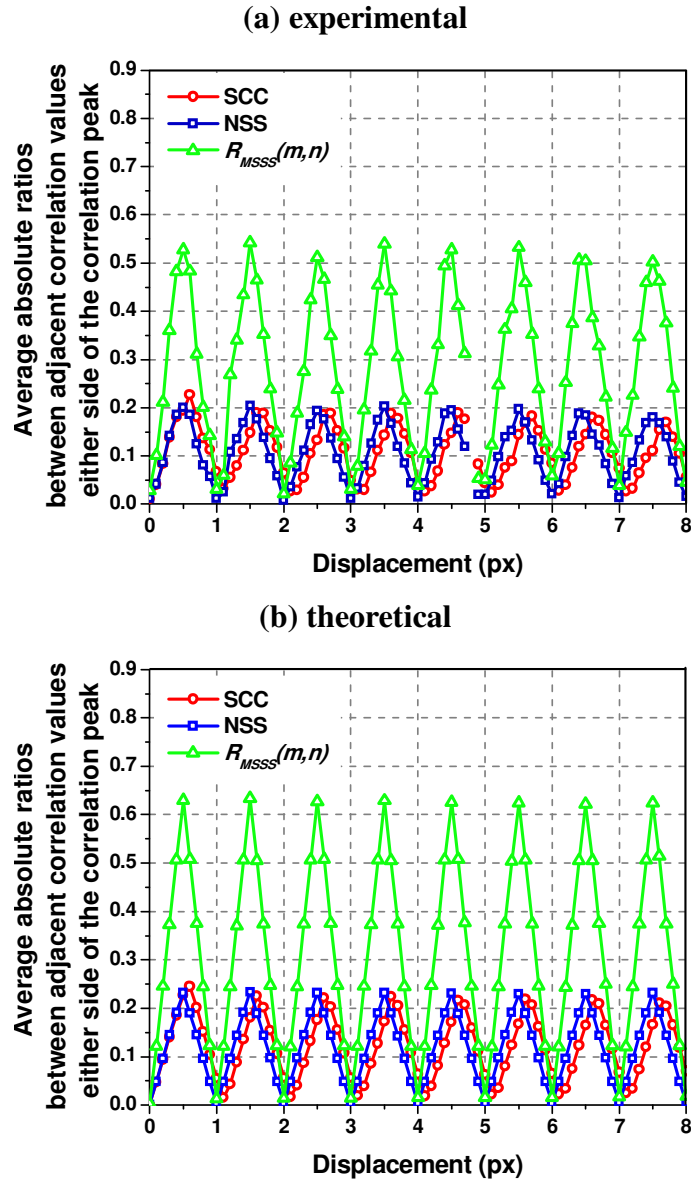 (a) experimental
0.9
0.8
0.7
0.6
0.5
0.4
0.3
0.2
0.1
0.0
Average absolute ratios
between adjacent correlation values
either side of the correlation peak
SCC
NSS
R_MSSS(m,n)
0 1 2 3 4 5 6 7 8
Displacement (px)
(b) theoretical
0.9
0.8
0.7
0.6
0.5
0.4
0.3
0.2
0.1
0.0
Average absolute ratios
between adjacent correlation values
either side of the correlation peak
SCC
NSS
R_MSSS(m,n)
0 1 2 3 4 5 6 7 8
Displacement (px)